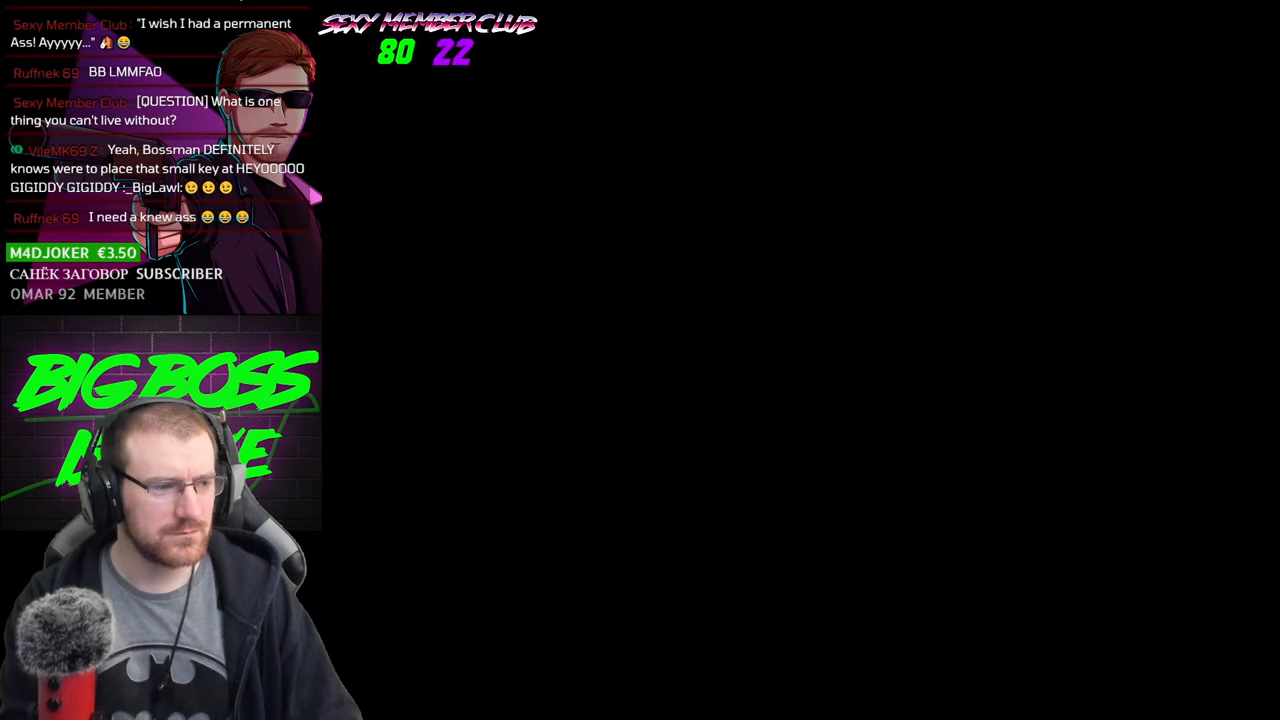 Sexy Member Club: "I wish I had a permanent
Ass! Ayyyyy..." 🐴 😂
Ruffnek 69 BB LMMFAO
Sexy Member Club: [QUESTION] What is one
thing you can't live without?
VileMK69 Z: Yeah, Bossman DEFINITELY
knows were to place that small key at HEYOOOOO
GIGIDDY GIGIDDY :_BigLawl: 😉 😉 😉
Ruffnek 69 I need a knew ass 😂 😂 😂
M4DJOKER €3.50
САНЁК ЗАГОВОР SUBSCRIBER
OMAR 92 MEMBER
SEXY MEMBER CLUB
80 22
BIG BOSS